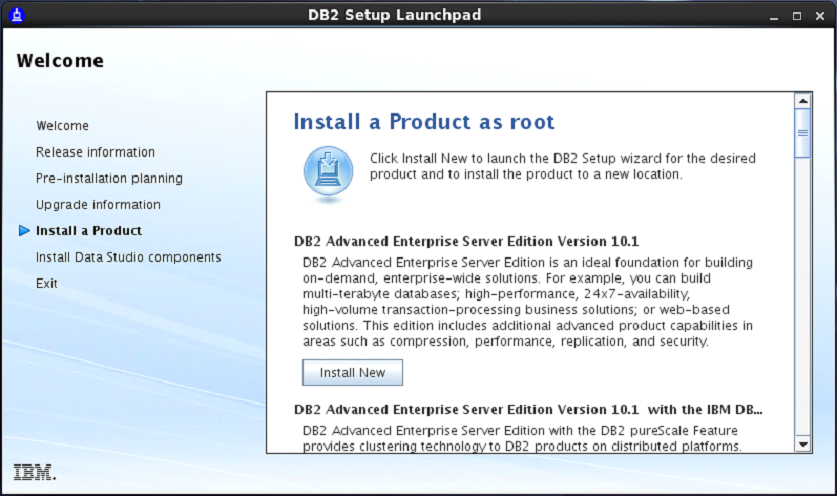 DB2 Setup Launchpad
Welcome
Welcome
Release information
Pre-installation planning
Upgrade information
Install a Product
Install Data Studio components
Exit
Install a Product as root
Click Install New to launch the DB2 Setup wizard for the desired
product and to install the product to a new location.
DB2 Advanced Enterprise Server Edition Version 10.1
DB2 Advanced Enterprise Server Edition is an ideal foundation for building
on-demand, enterprise-wide solutions. For example, you can build
multi-terabyte databases; high-performance, 24x7-availability,
high-volume transaction-processing business solutions; or web-based
solutions. This edition includes additional advanced product capabilities in
areas such as compression, performance, replication, and security.
Install New
DB2 Advanced Enterprise Server Edition Version 10.1 with the IBM DB...
DB2 Advanced Enterprise Server Edition with the DB2 pureScale Feature
provides clustering technology to DB2 products on distributed platforms.
IBM.